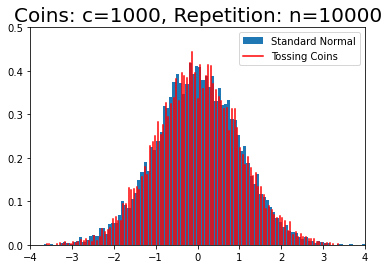 Coins: c=1000, Repetition: n=10000
0.5
Standard Normal
Tossing Coins
0.4
0.3
0.2
0.1
0.0
−4 −3 −2 −1 0 1 2 3 4